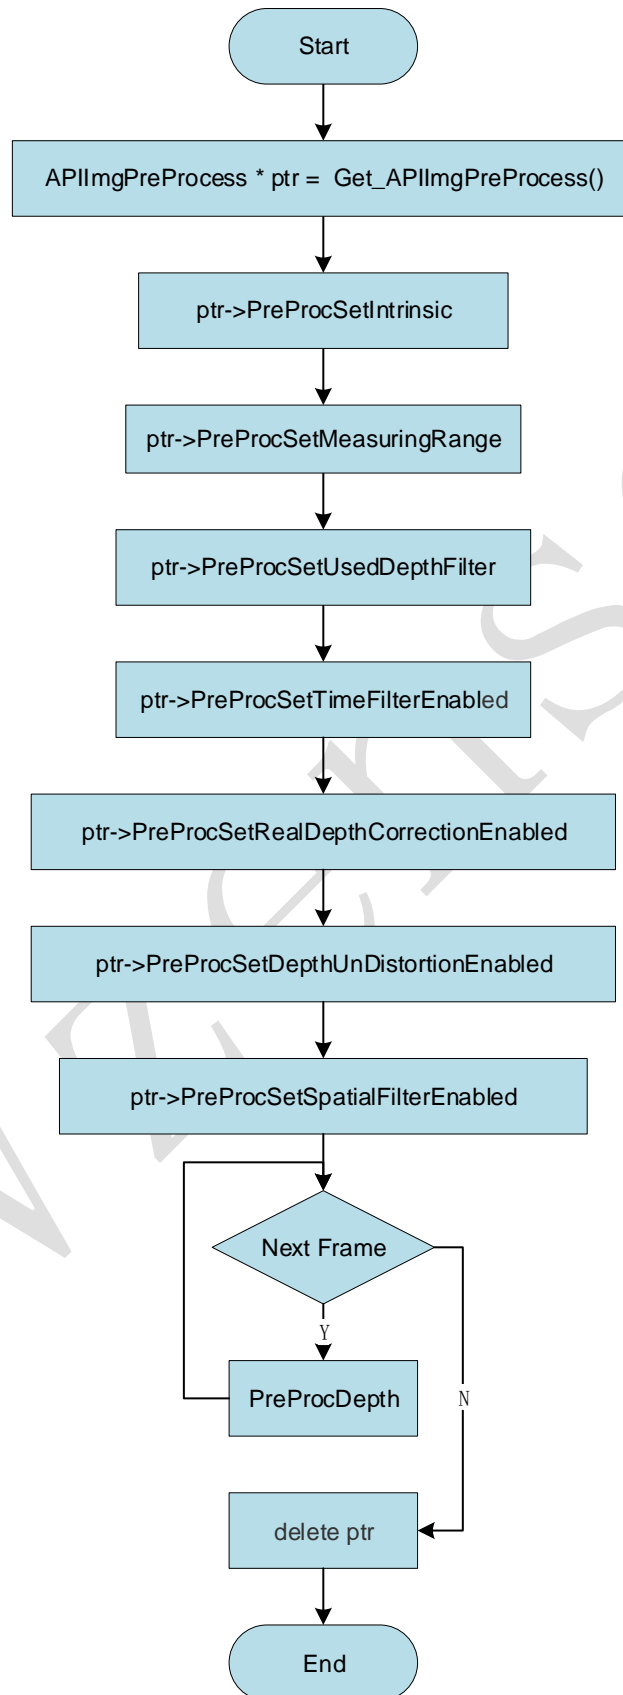 Start
APIImgPreProcess * ptr = Get_APIImgPreProcess()
ptr->PreProcSetIntrinsic
ptr->PreProcSetMeasuringRange
ptr->PreProcSetUsedDepthFilter
ptr->PreProcSetTimeFilterEnabled
ptr->PreProcSetRealDepthCorrectionEnabled
ptr->PreProcSetDepthUnDistortionEnabled
ptr->PreProcSetSpatialFilterEnabled
Next Frame
Y
PreProcDepth
N
delete ptr
End